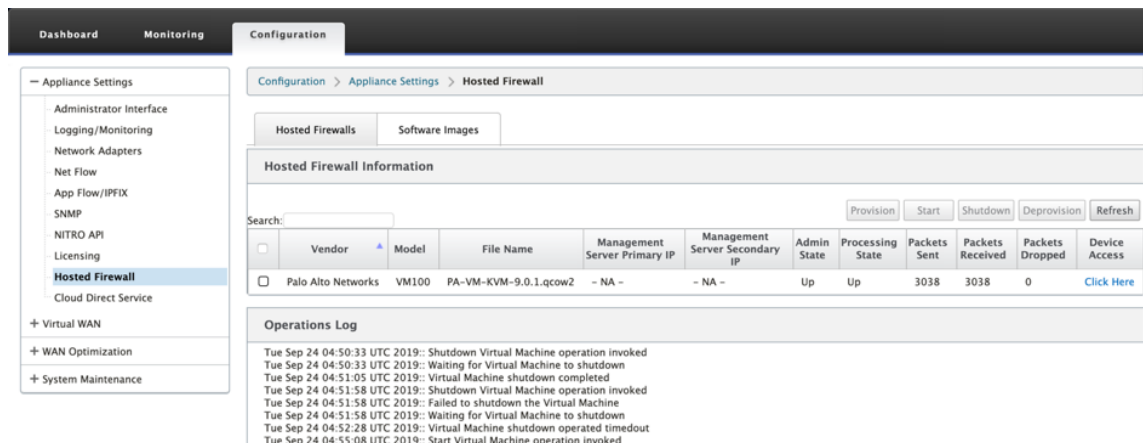 Dashboard Monitoring Configuration
Appliance Settings
Administrator Interface
Logging/Monitoring
Network Adapters
Net Flow
App Flow/IPFIX
SNMP
NITRO API
Licensing
Hosted Firewall
Cloud Direct Service
Virtual WAN
WAN Optimization
System Maintenance
Configuration > Appliance Settings > Hosted Firewall
Hosted Firewalls Software Images
Hosted Firewall Information
Provision Start Shutdown Deprovision Refresh
Search:
Vendor Model File Name Management Server Primary IP Management Server Secondary IP Admin State Processing State Packets Sent Packets Received Packets Dropped Device Access
Palo Alto Networks VM100 PA-VM-KVM-9.0.1.qcow2 - NA - - NA - Up Up 3038 3038 0 Click Here
Operations Log
Tue Sep 24 04:50:33 UTC 2019:: Shutdown Virtual Machine operation invoked
Tue Sep 24 04:50:33 UTC 2019:: Waiting for Virtual Machine to shutdown
Tue Sep 24 04:51:05 UTC 2019:: Virtual Machine shutdown completed
Tue Sep 24 04:51:58 UTC 2019:: Shutdown Virtual Machine operation invoked
Tue Sep 24 04:51:58 UTC 2019:: Failed to shutdown the Virtual Machine
Tue Sep 24 04:51:58 UTC 2019:: Waiting for Virtual Machine to shutdown
Tue Sep 24 04:52:28 UTC 2019:: Virtual Machine shutdown operated timedout
Tue Sep 24 04:55:08 UTC 2019:: Start Virtual Machine operation invoked